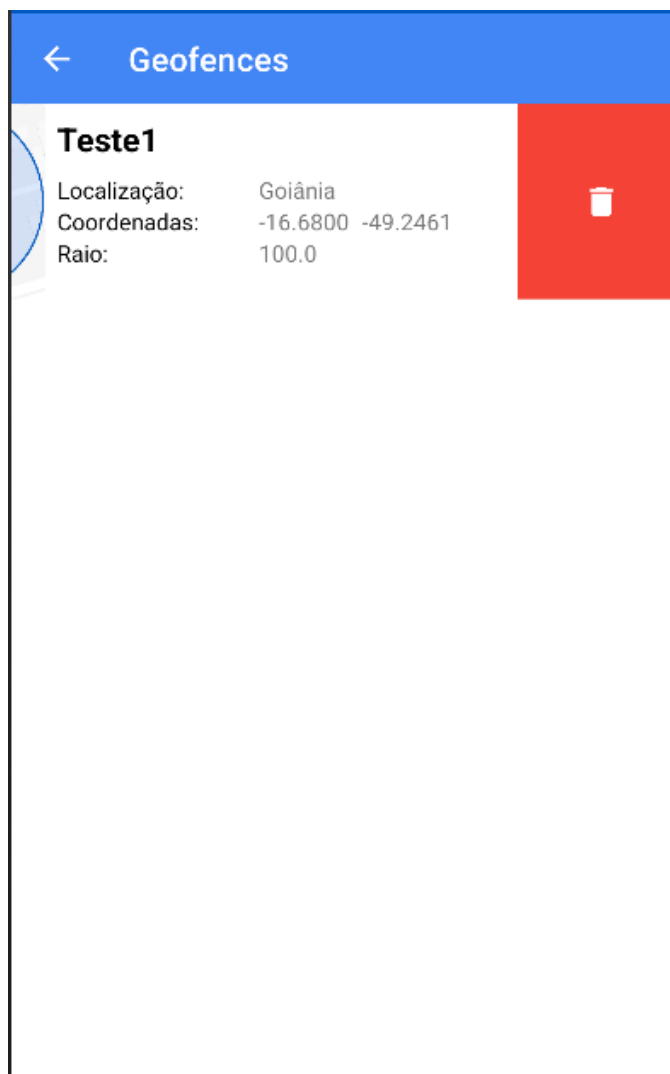 Geofences
Teste1
Localização: Goiânia
Coordenadas: -16.6800 -49.2461
Raio: 100.0